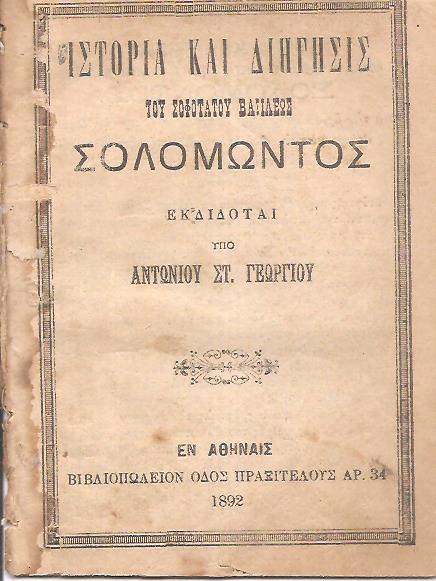 ΙΣΤΟΡΙΑ ΚΑΙ ΔΙΗΓΗΣΙΣ
ΤΟΥ ΣΟΦΟΤΑΤΟΥ ΒΑΣΙΛΕΩΣ
ΣΟΛΟΜΩΝΤΟΣ
ΕΚΔΙΔΟΤΑΙ
ΥΠΟ
ΑΝΤΩΝΙΟΥ ΣΤ. ΓΕΩΡΓΙΟΥ
ΕΝ ΑΘΗΝΑΙΣ
ΒΙΒΛΙΟΠΩΛΕΙΟΝ ΟΔΟΣ ΠΡΑΞΙΤΕΛΟΥΣ ΑΡ. 34
1892